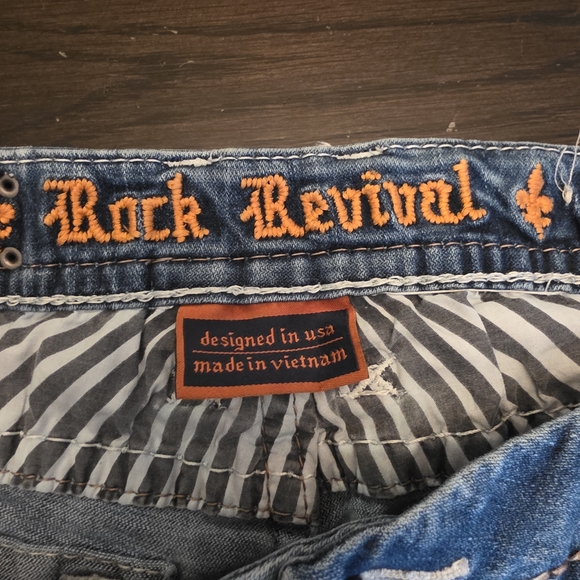 e Rock Revival
designed in usa
made in vietnam